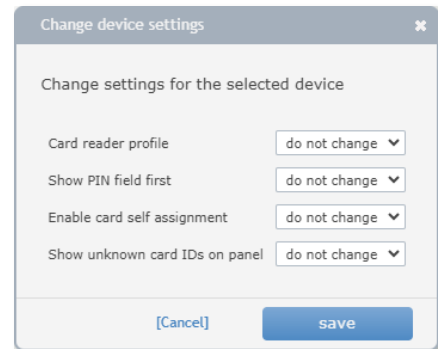 Change device settings
Change settings for the selected device
Card reader profile do not change
Show PIN field first do not change
Enable card self assignment do not change
Show unknown card IDs on panel do not change
[Cancel] save